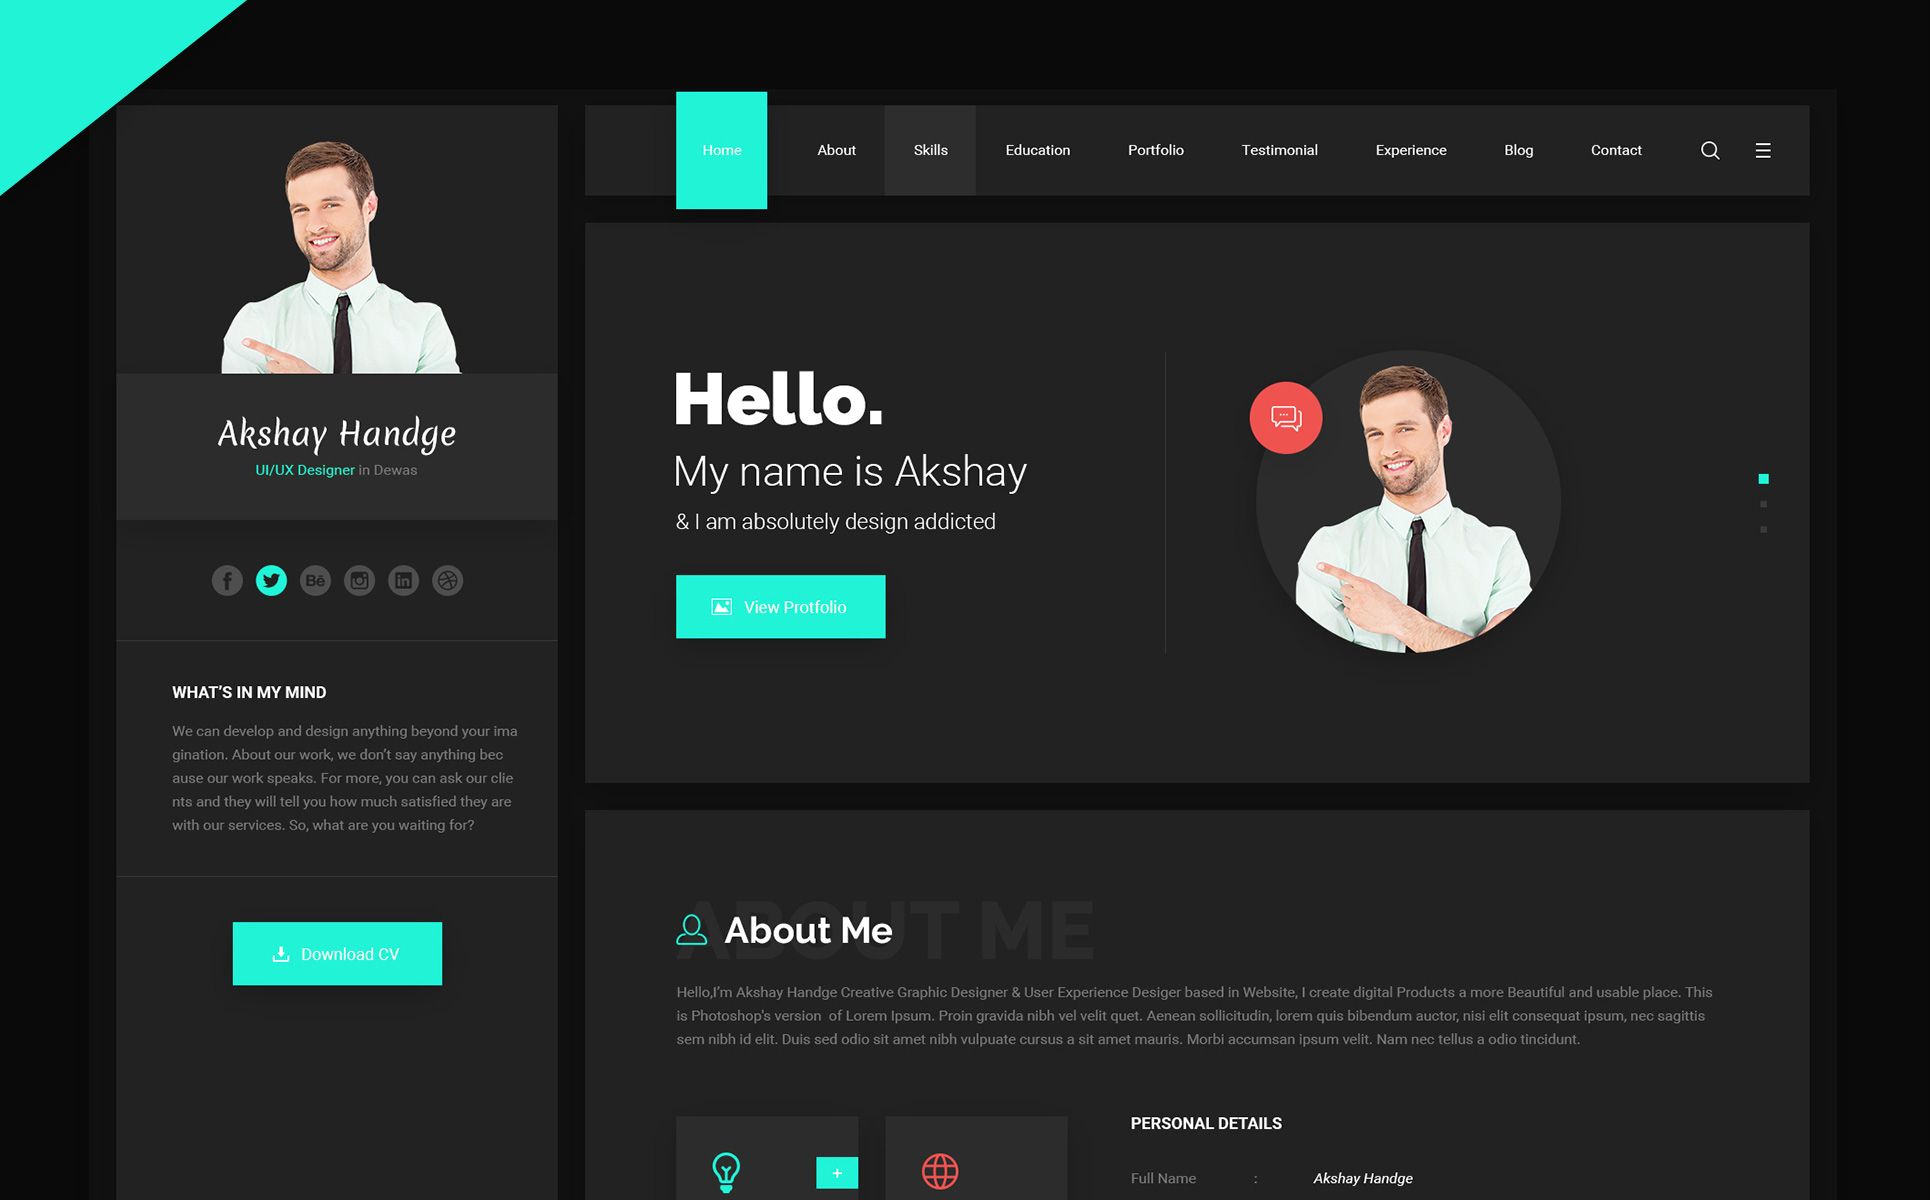 Akshay Handge
UI/UX Designer in Dewas
Bē
WHAT'S IN MY MIND
We can develop and design anything beyond your ima
gination. About our work, we don't say anything bec
ause our work speaks. For more, you can ask our clie
nts and they will tell you how much satisfied they are
with our services. So, what are you waiting for?
Download CV
Home About Skills Education Portfolio Testimonial Experience Blog Contact
Hello.
My name is Akshay
& I am absolutely design addicted
View Protfolio
ABOUT ME
About Me
Hello,I'm Akshay Handge Creative Graphic Designer & User Experience Desiger based in Website, I create digital Products a more Beautiful and usable place. This
is Photoshop's version of Lorem Ipsum. Proin gravida nibh vel velit quet. Aenean sollicitudin, lorem quis bibendum auctor, nisi elit consequat ipsum, nec sagittis
sem nibh id elit. Duis sed odio sit amet nibh vulpuate cursus a sit amet mauris. Morbi accumsan ipsum velit. Nam nec tellus a odio tincidunt.
+
PERSONAL DETAILS
Full Name : Akshay Handge